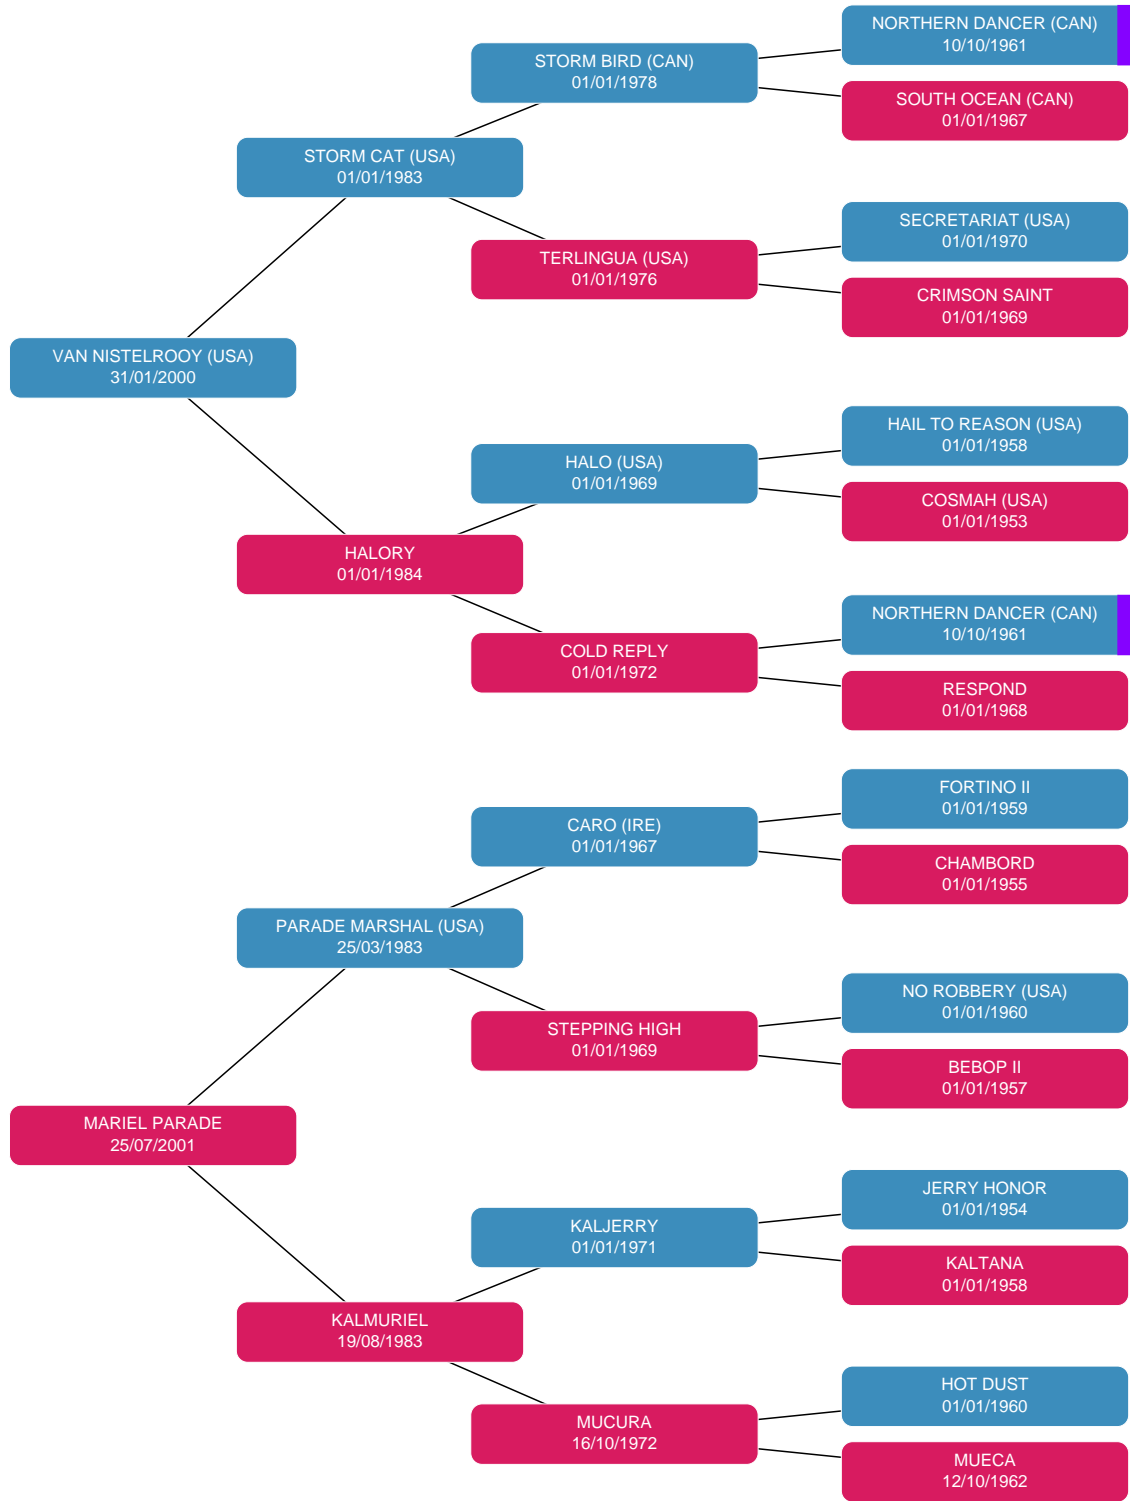 NORTHERN DANCER (CAN)
10/10/1961
STORM BIRD (CAN)
01/01/1978
SOUTH OCEAN (CAN)
01/01/1967
STORM CAT (USA)
01/01/1983
SECRETARIAT (USA)
01/01/1970
TERLINGUA (USA)
01/01/1976
CRIMSON SAINT
01/01/1969
VAN NISTELROOY (USA)
31/01/2000
HAIL TO REASON (USA)
01/01/1958
HALO (USA)
01/01/1969
COSMAH (USA)
01/01/1953
HALORY
01/01/1984
NORTHERN DANCER (CAN)
10/10/1961
COLD REPLY
01/01/1972
RESPOND
01/01/1968
FORTINO II
01/01/1959
CARO (IRE)
01/01/1967
CHAMBORD
01/01/1955
PARADE MARSHAL (USA)
25/03/1983
NO ROBBERY (USA)
01/01/1960
STEPPING HIGH
01/01/1969
BEBOP II
01/01/1957
MARIEL PARADE
25/07/2001
JERRY HONOR
01/01/1954
KALJERRY
01/01/1971
KALTANA
01/01/1958
KALMURIEL
19/08/1983
HOT DUST
01/01/1960
MUCURA
16/10/1972
MUECA
12/10/1962